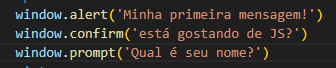 window.alert('Minha primeira mensagem!')
window.confirm('está gostando de JS?')
window.prompt('Qual é seu nome?')